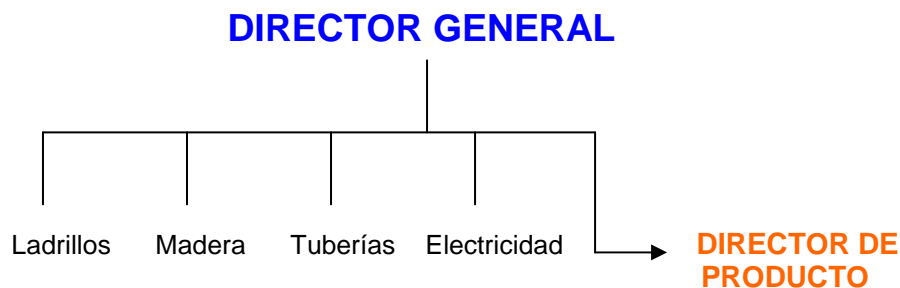 DIRECTOR GENERAL
Ladrillos Madera Tuberías Electricidad
DIRECTOR DE
PRODUCTO